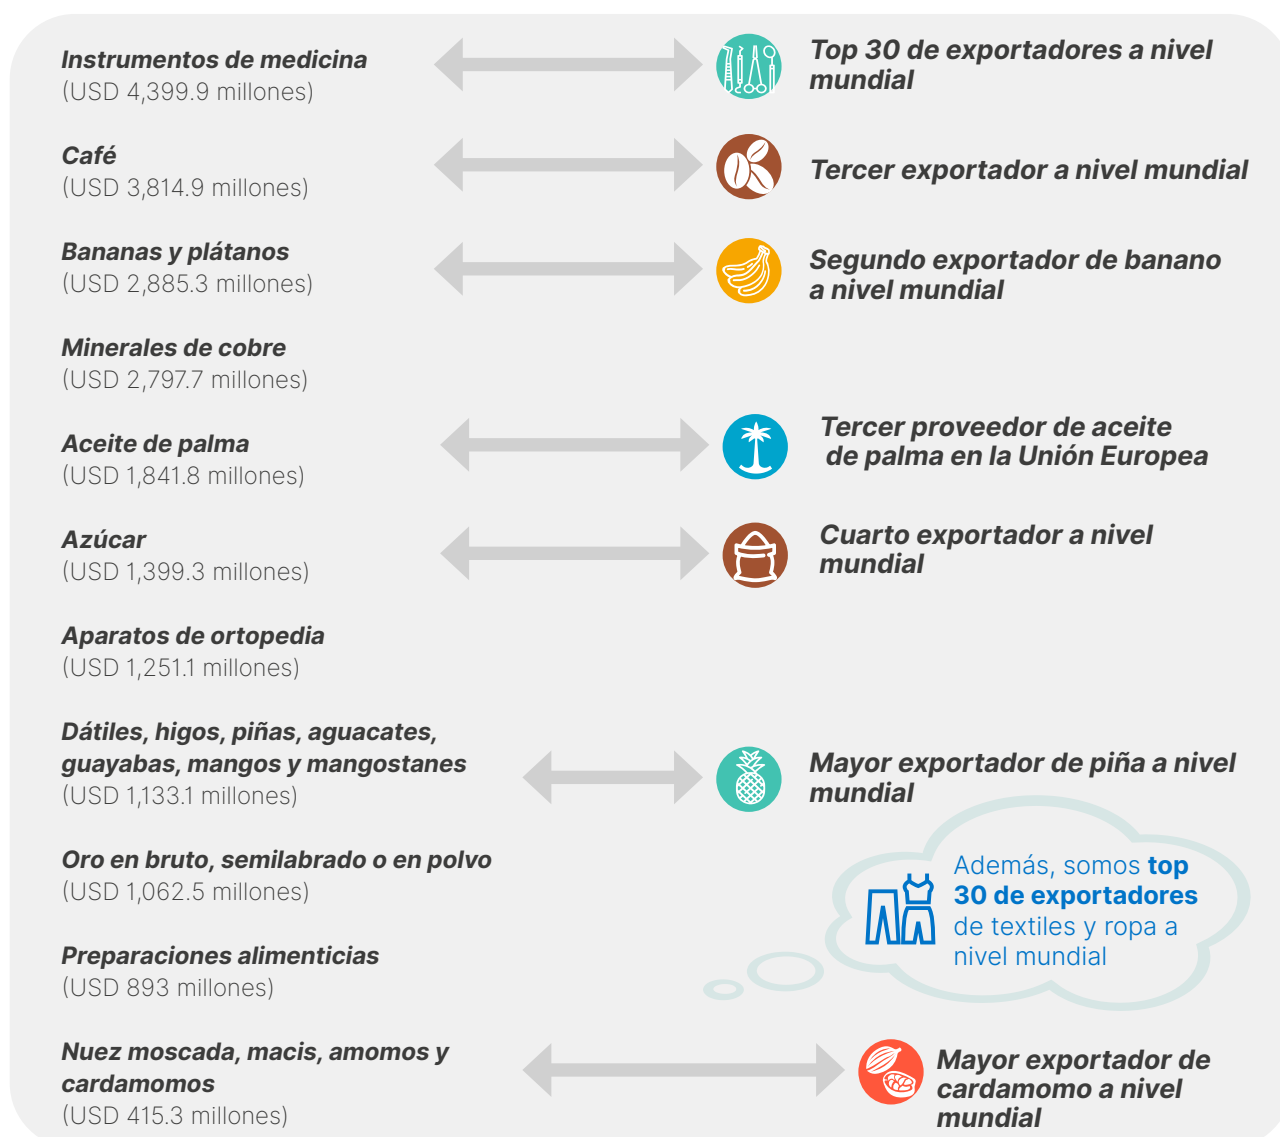 Instrumentos de medicina
(USD 4,399.9 millones)
Top 30 de exportadores a nivel
mundial
Café
(USD 3,814.9 millones)
Tercer exportador a nivel mundial
Bananas y plátanos
(USD 2,885.3 millones)
Segundo exportador de banano
a nivel mundial
Minerales de cobre
(USD 2,797.7 millones)
Aceite de palma
(USD 1,841.8 millones)
Tercer proveedor de aceite
de palma en la Unión Europea
Azúcar
(USD 1,399.3 millones)
Cuarto exportador a nivel
mundial
Aparatos de ortopedia
(USD 1,251.1 millones)
Dátiles, higos, piñas, aguacates,
guayabas, mangos y mangostanes
(USD 1,133.1 millones)
Mayor exportador de piña a nivel
mundial
Oro en bruto, semilabrado o en polvo
(USD 1,062.5 millones)
Además, somos top
30 de exportadores
de textiles y ropa a
nivel mundial
Preparaciones alimenticias
(USD 893 millones)
Nuez moscada, macis, amomos y
cardamomos
(USD 415.3 millones)
Mayor exportador de
cardamomo a nivel
mundial